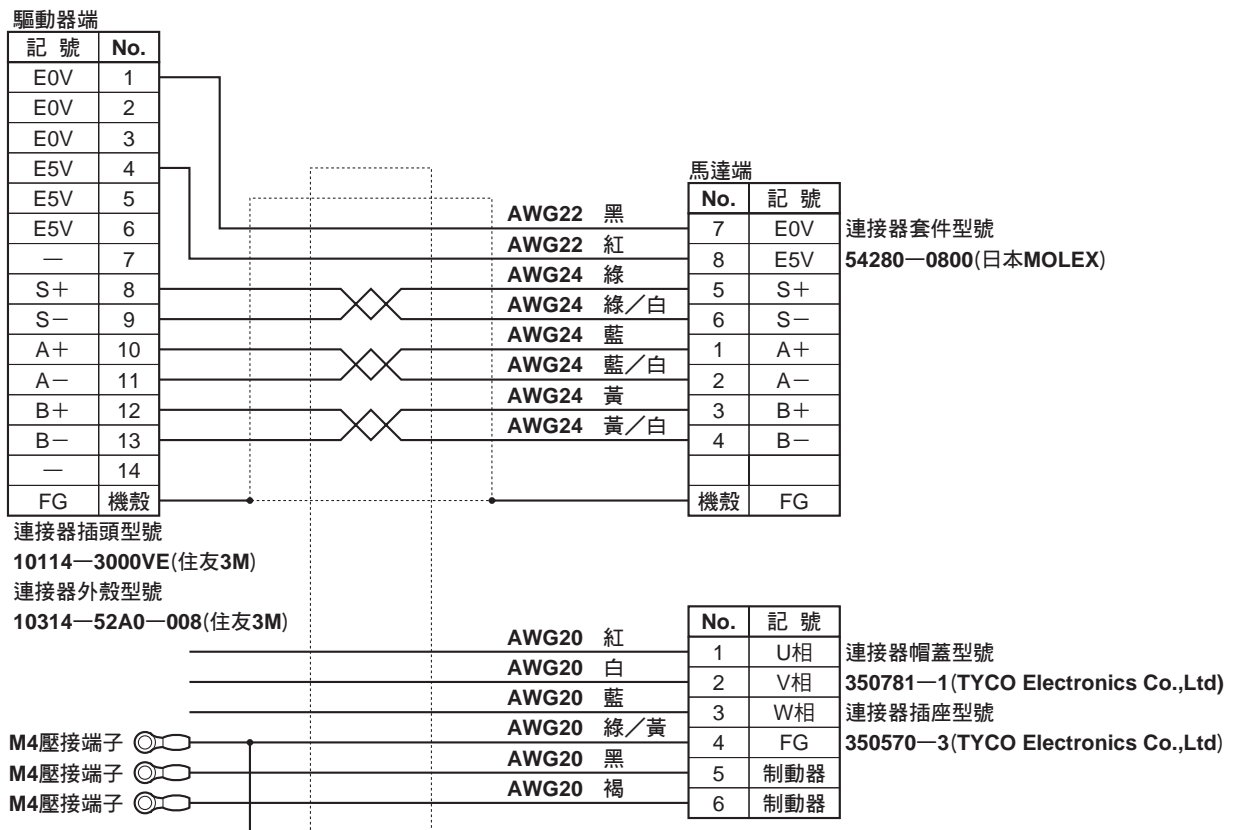 驅動器端
記 號 No.
E0V 1
E0V 2
E0V 3
E5V 4
E5V 5
E5V 6
— 7
S+ 8
S− 9
A+ 10
A− 11
B+ 12
B− 13
— 14
FG 機殼
連接器插頭型號
10114—3000VE(住友3M)
連接器外殼型號
10314—52A0—008(住友3M)
AWG22 黑
AWG22 紅
AWG24 綠
AWG24 綠／白
AWG24 藍
AWG24 藍／白
AWG24 黃
AWG24 黃／白
馬達端
No. 記 號
7 E0V
8 E5V
5 S+
6 S−
1 A+
2 A−
3 B+
4 B−
機殼 FG
連接器套件型號
54280—0800(日本MOLEX)
AWG20 紅
AWG20 白
AWG20 藍
AWG20 綠／黃
AWG20 黑
AWG20 褐
M4壓接端子
M4壓接端子
M4壓接端子
No. 記 號
1 U相
2 V相
3 W相
4 FG
5 制動器
6 制動器
連接器帽蓋型號
350781—1(TYCO Electronics Co.,Ltd)
連接器插座型號
350570—3(TYCO Electronics Co.,Ltd)